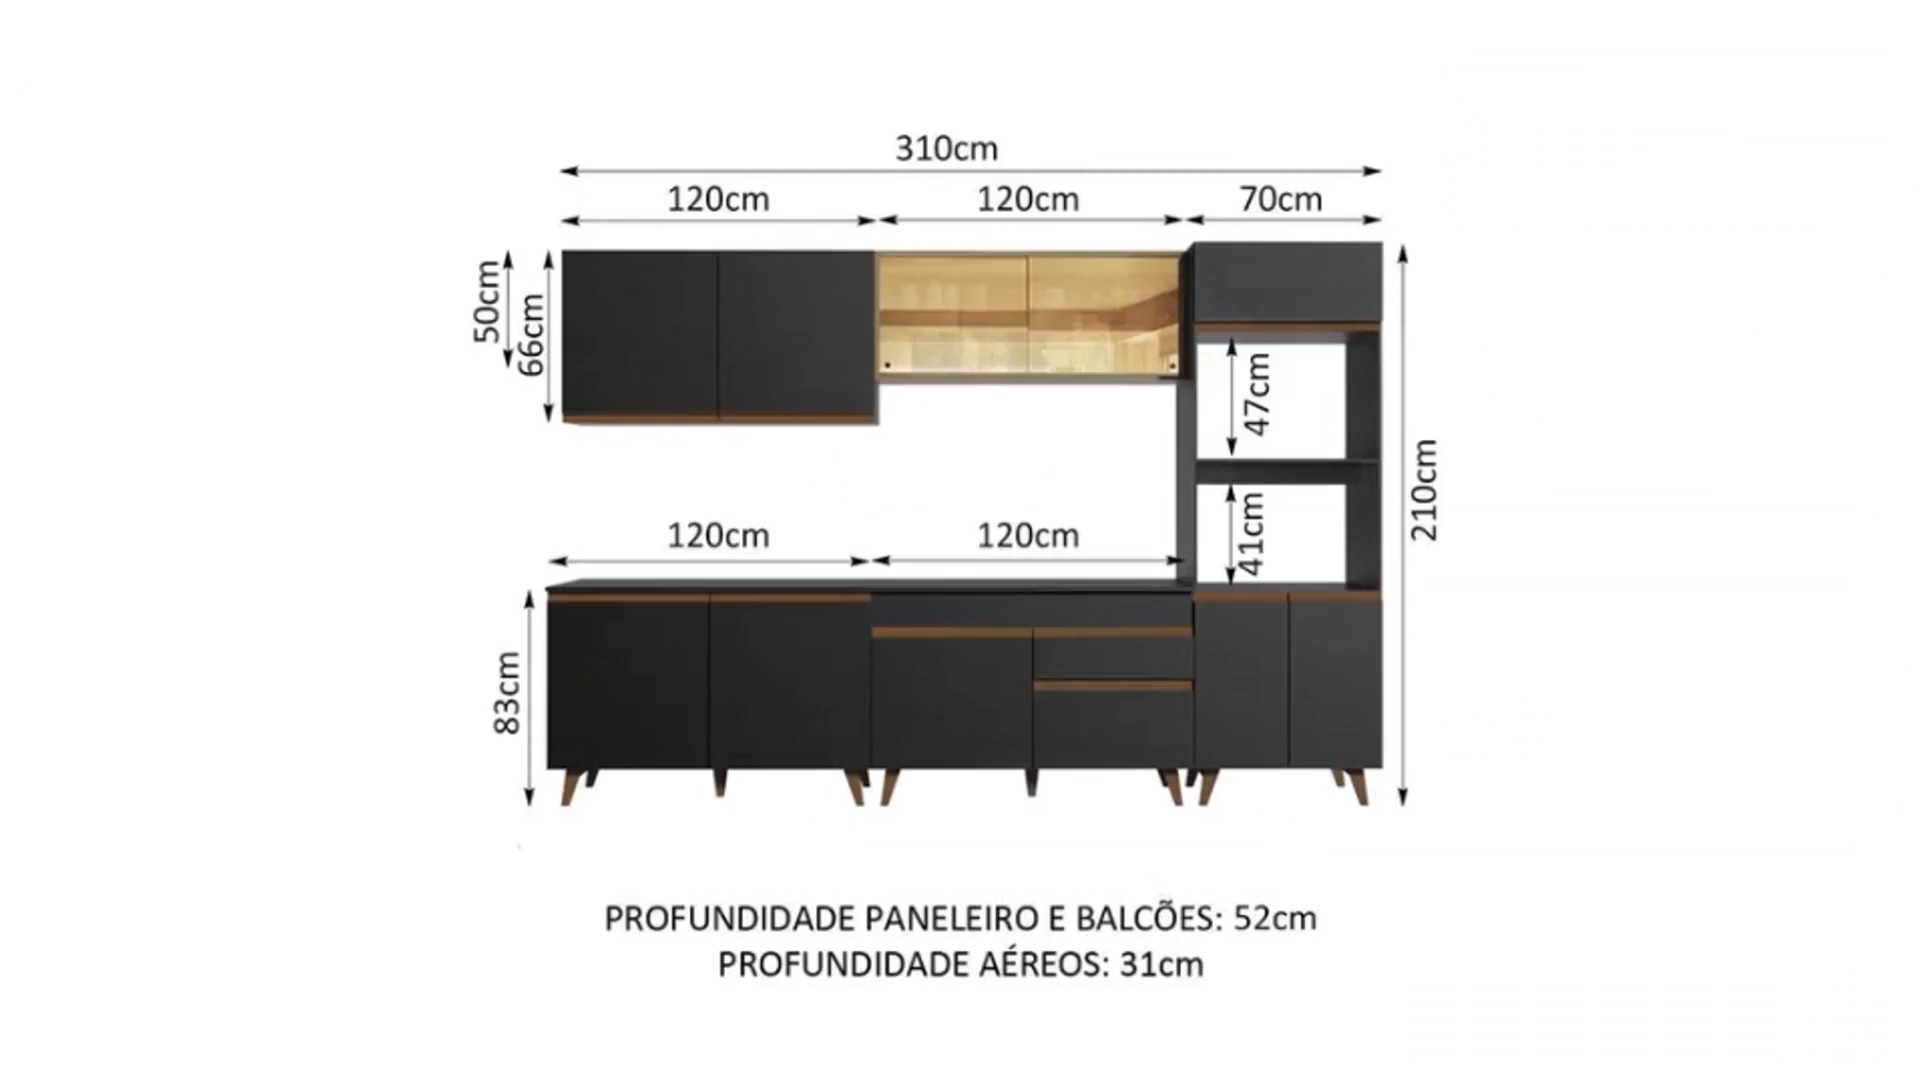 310cm
120cm 120cm 70cm
50cm
66cm
47cm
210cm
41cm
120cm 120cm
83cm
PROFUNDIDADE PANELEIRO E BALCÕES: 52cm
PROFUNDIDADE AÉREOS: 31cm